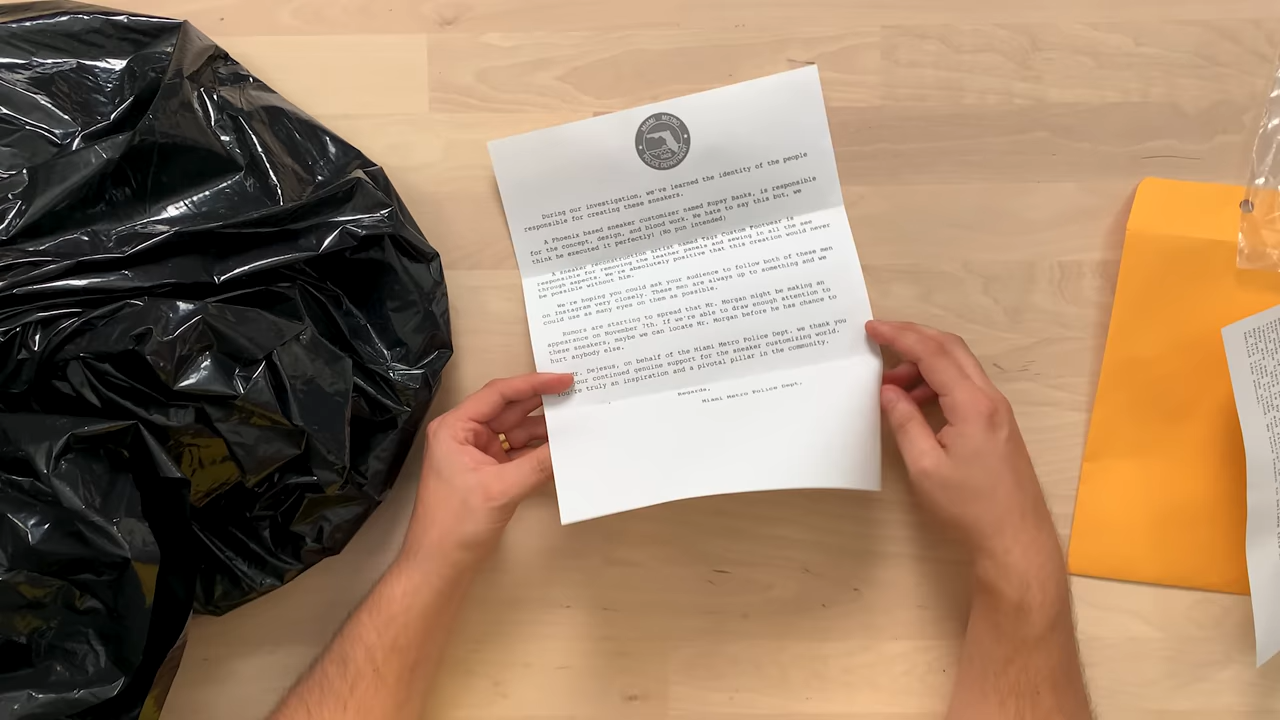 MIAMI METRO
POLICE DEPARTMENT
During our investigation, we've learned the identity of the people
responsible for creating these sneakers.
A Phoenix based sneaker customizer named Rupsy Banks, is responsible
for the concept, design, and blood work. We hate to say this but, we
think he executed it perfectly! (No pun intended)
A sneaker reconstruction artist named Tags Custom Footwear is
responsible for removing the leather panels and sewing in all the see
through aspects. We're absolutely positive that this creation would never
be possible without him.
We're hoping you could ask your audience to follow both of these men
on Instagram very closely. These men are always up to something and we
could use as many eyes on them as possible.
Rumors are starting to spread that Mr. Morgan might be making an
appearance on November 7th. If we're able to draw enough attention to
these sneakers, maybe we can locate Mr. Morgan before he has chance to
hurt anybody else.
Mr. Dejesus, on behalf of the Miami Metro Police Dept. we thank you
your continued genuine support for the sneaker customizing world.
You're truly an inspiration and a pivotal pillar in the community.
Regards,
Miami Metro Police Dept.